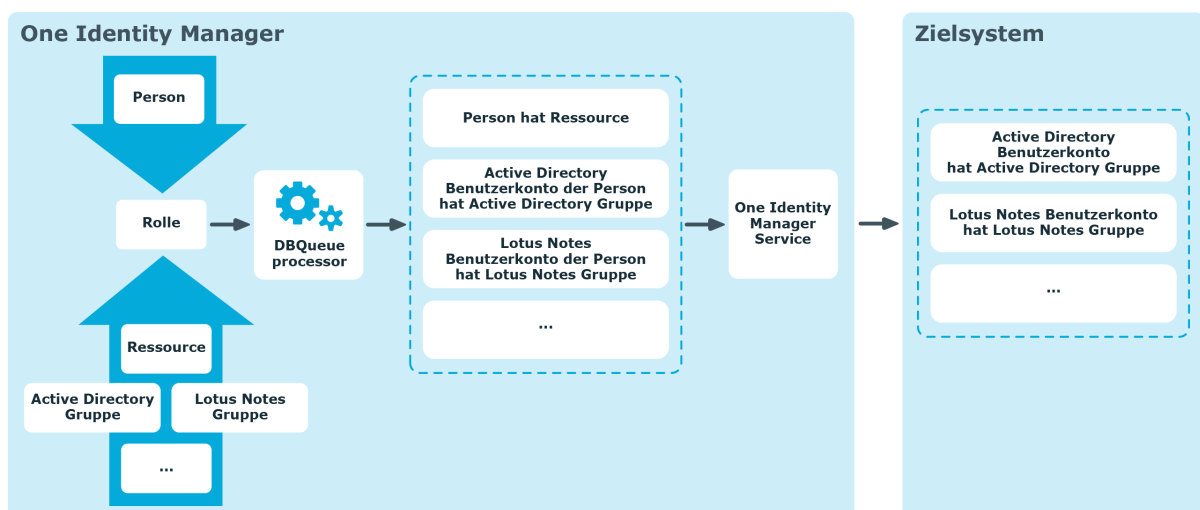 One Identity Manager
Person
Rolle
Ressource
Active Directory
Gruppe
Lotus Notes
Gruppe
...
DBQueue
processor
Person hat Ressource
Active Directory
Benutzerkonto der Person
hat Active Directory Gruppe
Lotus Notes
Benutzerkonto der Person
hat Lotus Notes Gruppe
...
One Identity
Manager
Service
Zielsystem
Active Directory
Benutzerkonto
hat Active Directory Gruppe
Lotus Notes Benutzerkonto
hat Lotus Notes Gruppe
...